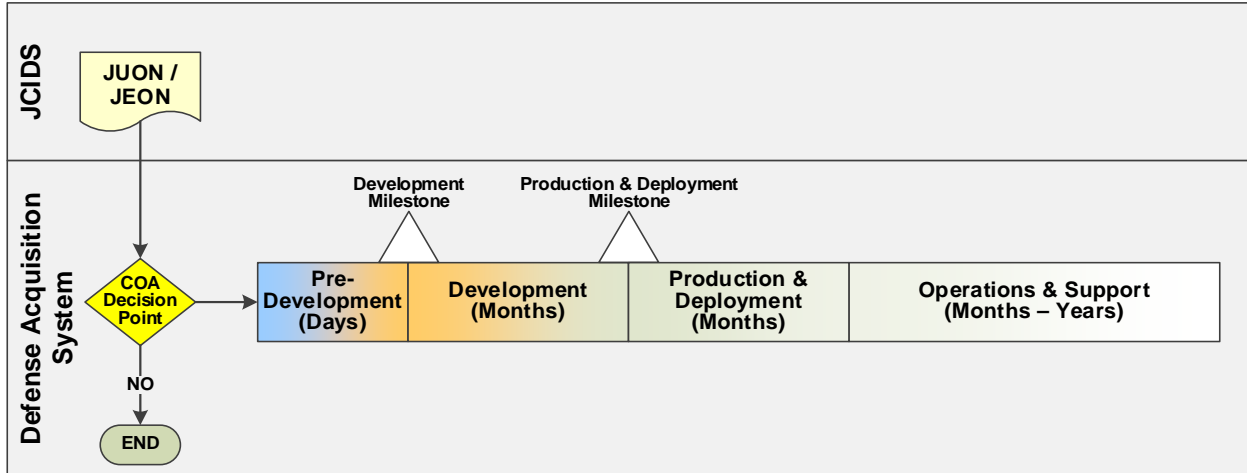 JCIDS
JUON /
JEON
Defense Acquisition
System
Development
Milestone
Production & Deployment
Milestone
COA
Decision
Point
Pre-
Development
(Days)
Development
(Months)
Production &
Deployment
(Months)
Operations & Support
(Months – Years)
NO
END